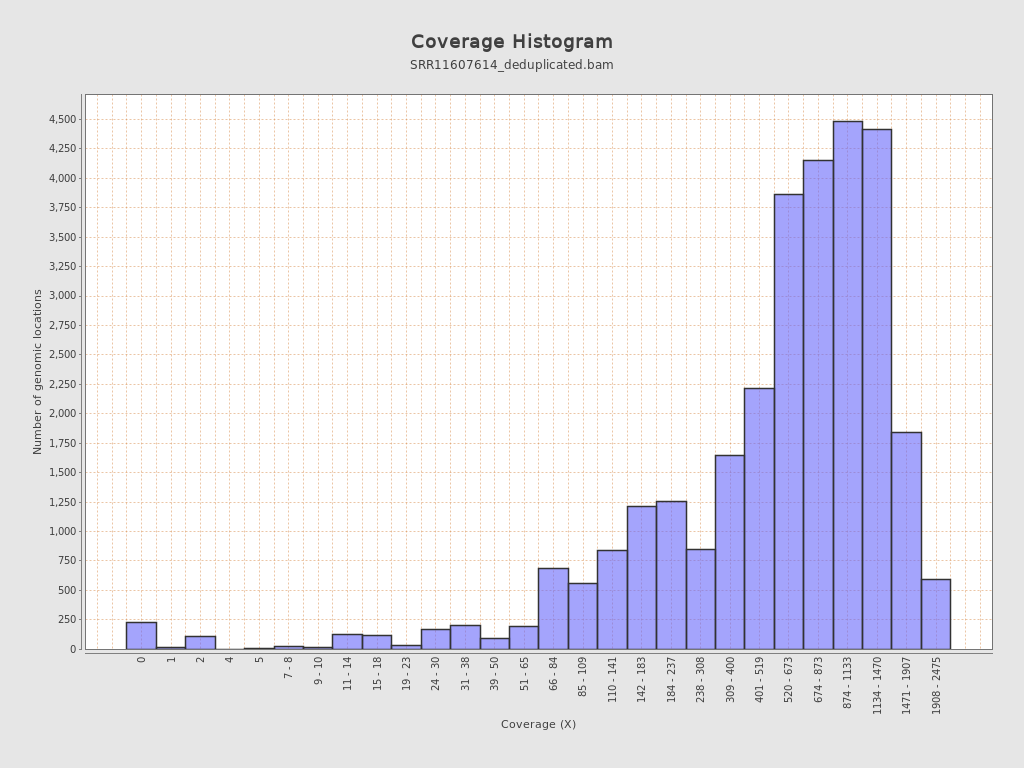 Coverage Histogram
SRR11607614_deduplicated.bam
Number of genomic locations
4,500
4,250
4,000
3,750
3,500
3,250
3,000
2,750
2,500
2,250
2,000
1,750
1,500
1,250
1,000
750
500
250
0
0
1
2
4
5
7 - 8
9 - 10
11 - 14
15 - 18
19 - 23
24 - 30
31 - 38
39 - 50
51 - 65
66 - 84
85 - 109
110 - 141
142 - 183
184 - 237
238 - 308
309 - 400
401 - 519
520 - 673
674 - 873
874 - 1133
1134 - 1470
1471 - 1907
1908 - 2475
Coverage (X)